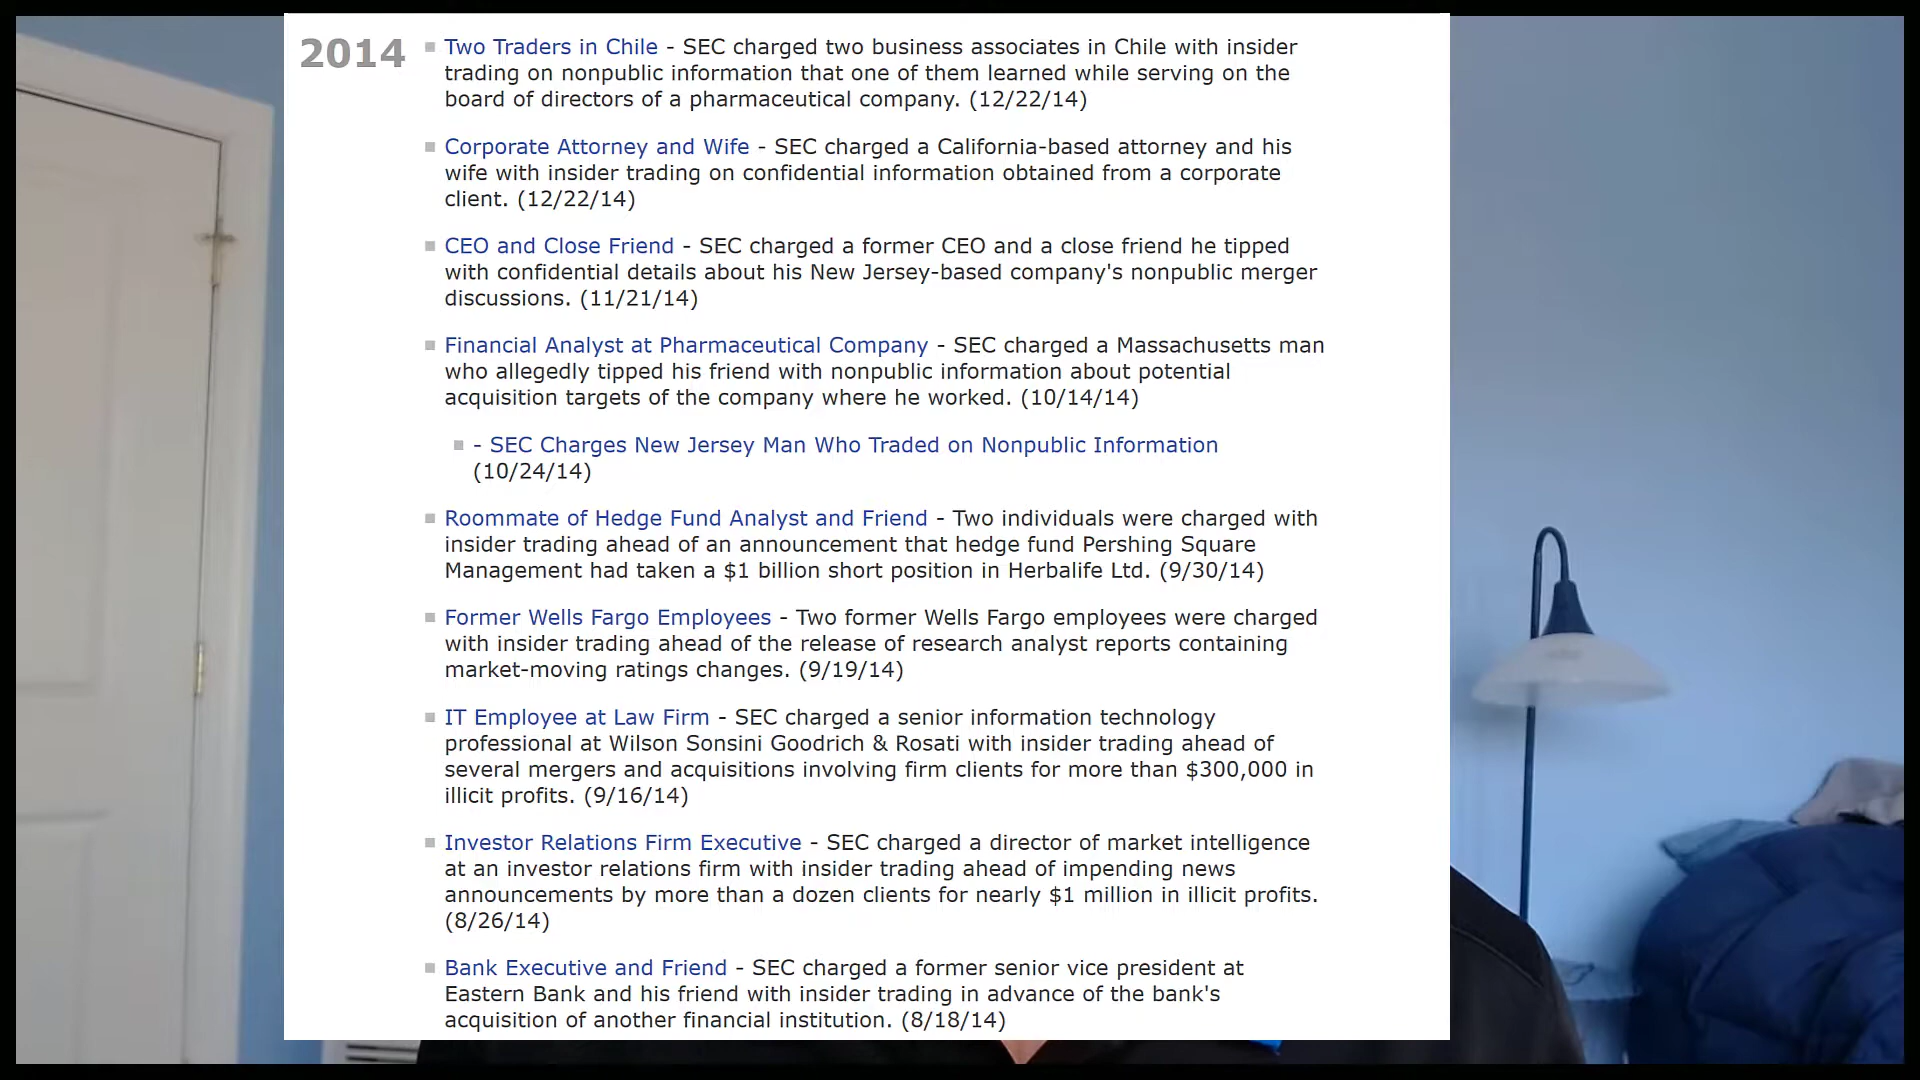 2014
Two Traders in Chile - SEC charged two business associates in Chile with insider
trading on nonpublic information that one of them learned while serving on the
board of directors of a pharmaceutical company. (12/22/14)
Corporate Attorney and Wife - SEC charged a California-based attorney and his
wife with insider trading on confidential information obtained from a corporate
client. (12/22/14)
CEO and Close Friend - SEC charged a former CEO and a close friend he tipped
with confidential details about his New Jersey-based company's nonpublic merger
discussions. (11/21/14)
Financial Analyst at Pharmaceutical Company - SEC charged a Massachusetts man
who allegedly tipped his friend with nonpublic information about potential
acquisition targets of the company where he worked. (10/14/14)
- SEC Charges New Jersey Man Who Traded on Nonpublic Information
(10/24/14)
Roommate of Hedge Fund Analyst and Friend - Two individuals were charged with
insider trading ahead of an announcement that hedge fund Pershing Square
Management had taken a $1 billion short position in Herbalife Ltd. (9/30/14)
Former Wells Fargo Employees - Two former Wells Fargo employees were charged
with insider trading ahead of the release of research analyst reports containing
market-moving ratings changes. (9/19/14)
IT Employee at Law Firm - SEC charged a senior information technology
professional at Wilson Sonsini Goodrich & Rosati with insider trading ahead of
several mergers and acquisitions involving firm clients for more than $300,000 in
illicit profits. (9/16/14)
Investor Relations Firm Executive - SEC charged a director of market intelligence
at an investor relations firm with insider trading ahead of impending news
announcements by more than a dozen clients for nearly $1 million in illicit profits.
(8/26/14)
Bank Executive and Friend - SEC charged a former senior vice president at
Eastern Bank and his friend with insider trading in advance of the bank's
acquisition of another financial institution. (8/18/14)